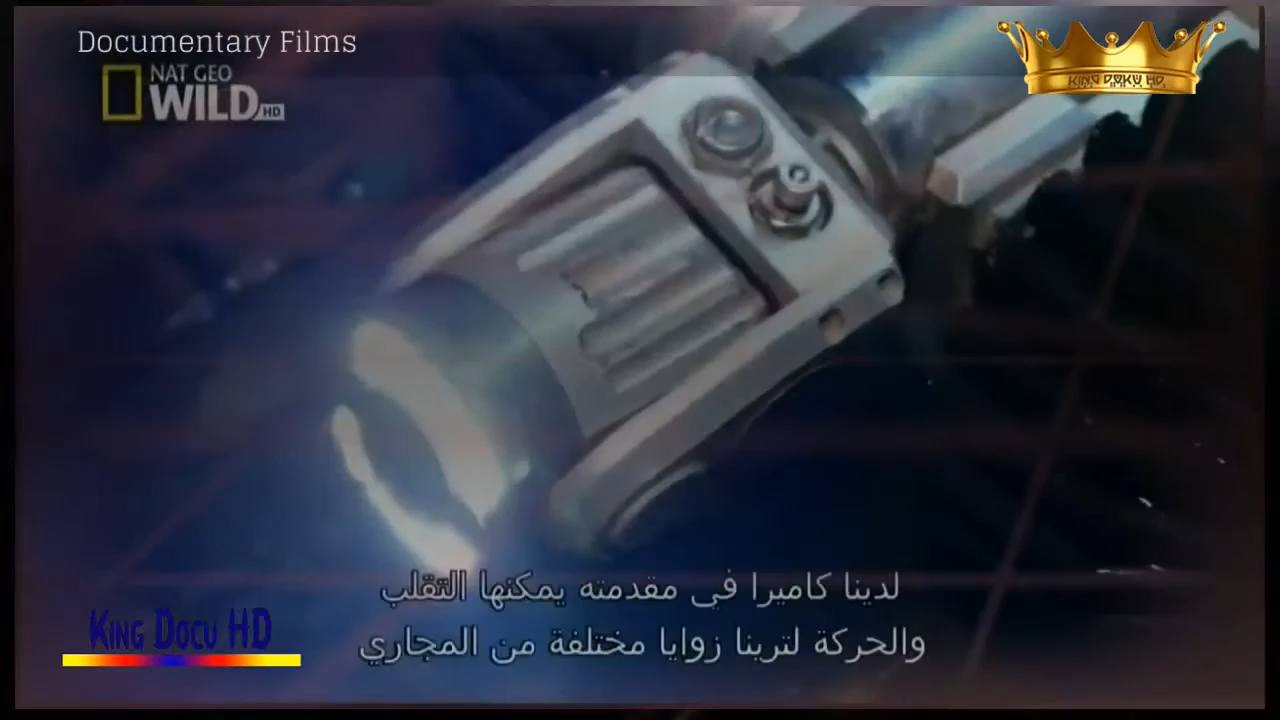 Documentary Films
NAT GEO
WILD HD
KING DOKU HD
لدينا كاميرا في مقدمته يمكنها التقلب
والحركة لترينا زوايا مختلفة من المجاري
KING DOCU HD